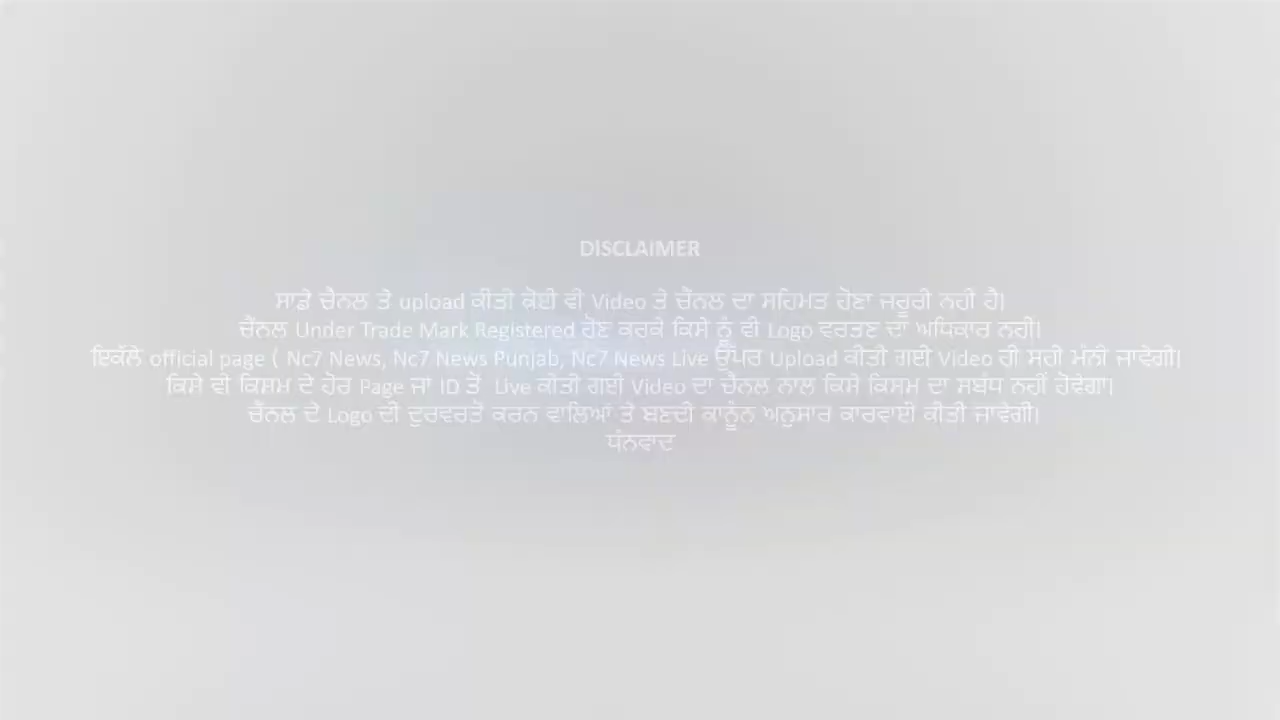 DISCLAIMER
ਸਾਡੇ ਚੈਨਲ ਤੇ upload ਕੀਤੀ ਕੋਈ ਵੀ Video ਤੇ ਚੈਂਨਲ ਦਾ ਸਹਿਮਤ ਹੋਣਾ ਜਰੂਰੀ ਨਹੀ ਹੈ।
ਚੈਂਨਲ Under Trade Mark Registered ਹੋਣ ਕਰਕੇ ਕਿਸੇ ਨੂੰ ਵੀ Logo ਵਰਤਣ ਦਾ ਅਧਿਕਾਰ ਨਹੀ।
ਇਕੱਲੇ official page ( Nc7 News, Nc7 News Punjab, Nc7 News Live ਉੱਪਰ Upload ਕੀਤੀ ਗਈ Video ਹੀ ਸਹੀ ਮੰਨੀ ਜਾਵੇਗੀ।
ਕਿਸੇ ਵੀ ਕਿਸਮ ਦੇ ਹੋਰ Page ਜਾਂ ID ਤੋਂ Live ਕੀਤੀ ਗਈ Video ਦਾ ਚੈਨਲ ਨਾਲ ਕਿਸੇ ਕਿਸਮ ਦਾ ਸਬੰਧ ਨਹੀਂ ਹੋਵੇਗਾ।
ਚੈਂਨਲ ਦੇ Logo ਦੀ ਦੁਰਵਰਤੋਂ ਕਰਨ ਵਾਲਿਆਂ ਤੇ ਬਣਦੀ ਕਾਨੂੰਨ ਅਨੁਸਾਰ ਕਾਰਵਾਈ ਕੀਤੀ ਜਾਵੇਗੀ।
ਧੰਨਵਾਦ